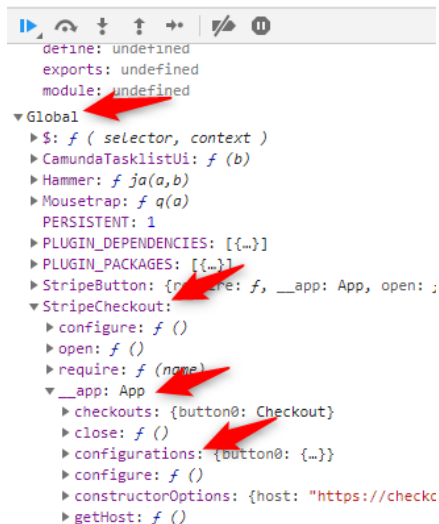 define: undefined
exports: undefined
module: undefined
▼Global
▶$: ƒ ( selector, context )
▶CamundaTasklistUi: ƒ (b)
▶Hammer: ƒ ja(a,b)
▶Mousetrap: ƒ q(a)
PERSISTENT: 1
▶PLUGIN_DEPENDENCIES: [{…}]
▶PLUGIN_PACKAGES: [{…}]
▶StripeButton: {require: ƒ, __app: App, open: ƒ
▼StripeCheckout:
▶configure: ƒ ()
▶open: ƒ ()
▶require: ƒ (name)
▼__app: App
▶checkouts: {button0: Checkout}
▶close: ƒ ()
▶configurations: {button0: {…}}
▶configure: ƒ ()
▶constructorOptions: {host: "https://checko
▶getHost: ƒ ()